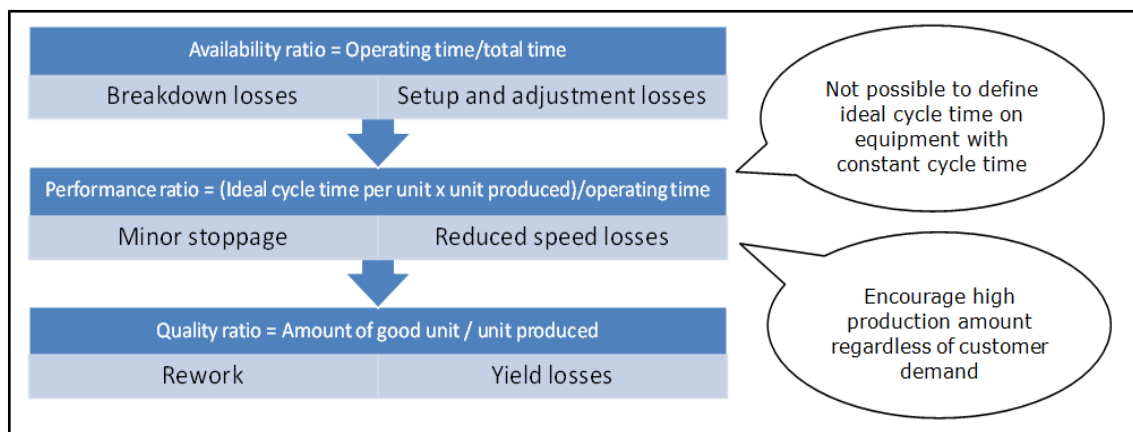 Availability ratio = Operating time/total time
Breakdown losses
Setup and adjustment losses
Performance ratio = (Ideal cycle time per unit x unit produced)/operating time
Minor stoppage
Reduced speed losses
Quality ratio = Amount of good unit / unit produced
Rework
Yield losses
Not possible to define
ideal cycle time on
equipment with
constant cycle time
Encourage high
production amount
regardless of customer
demand